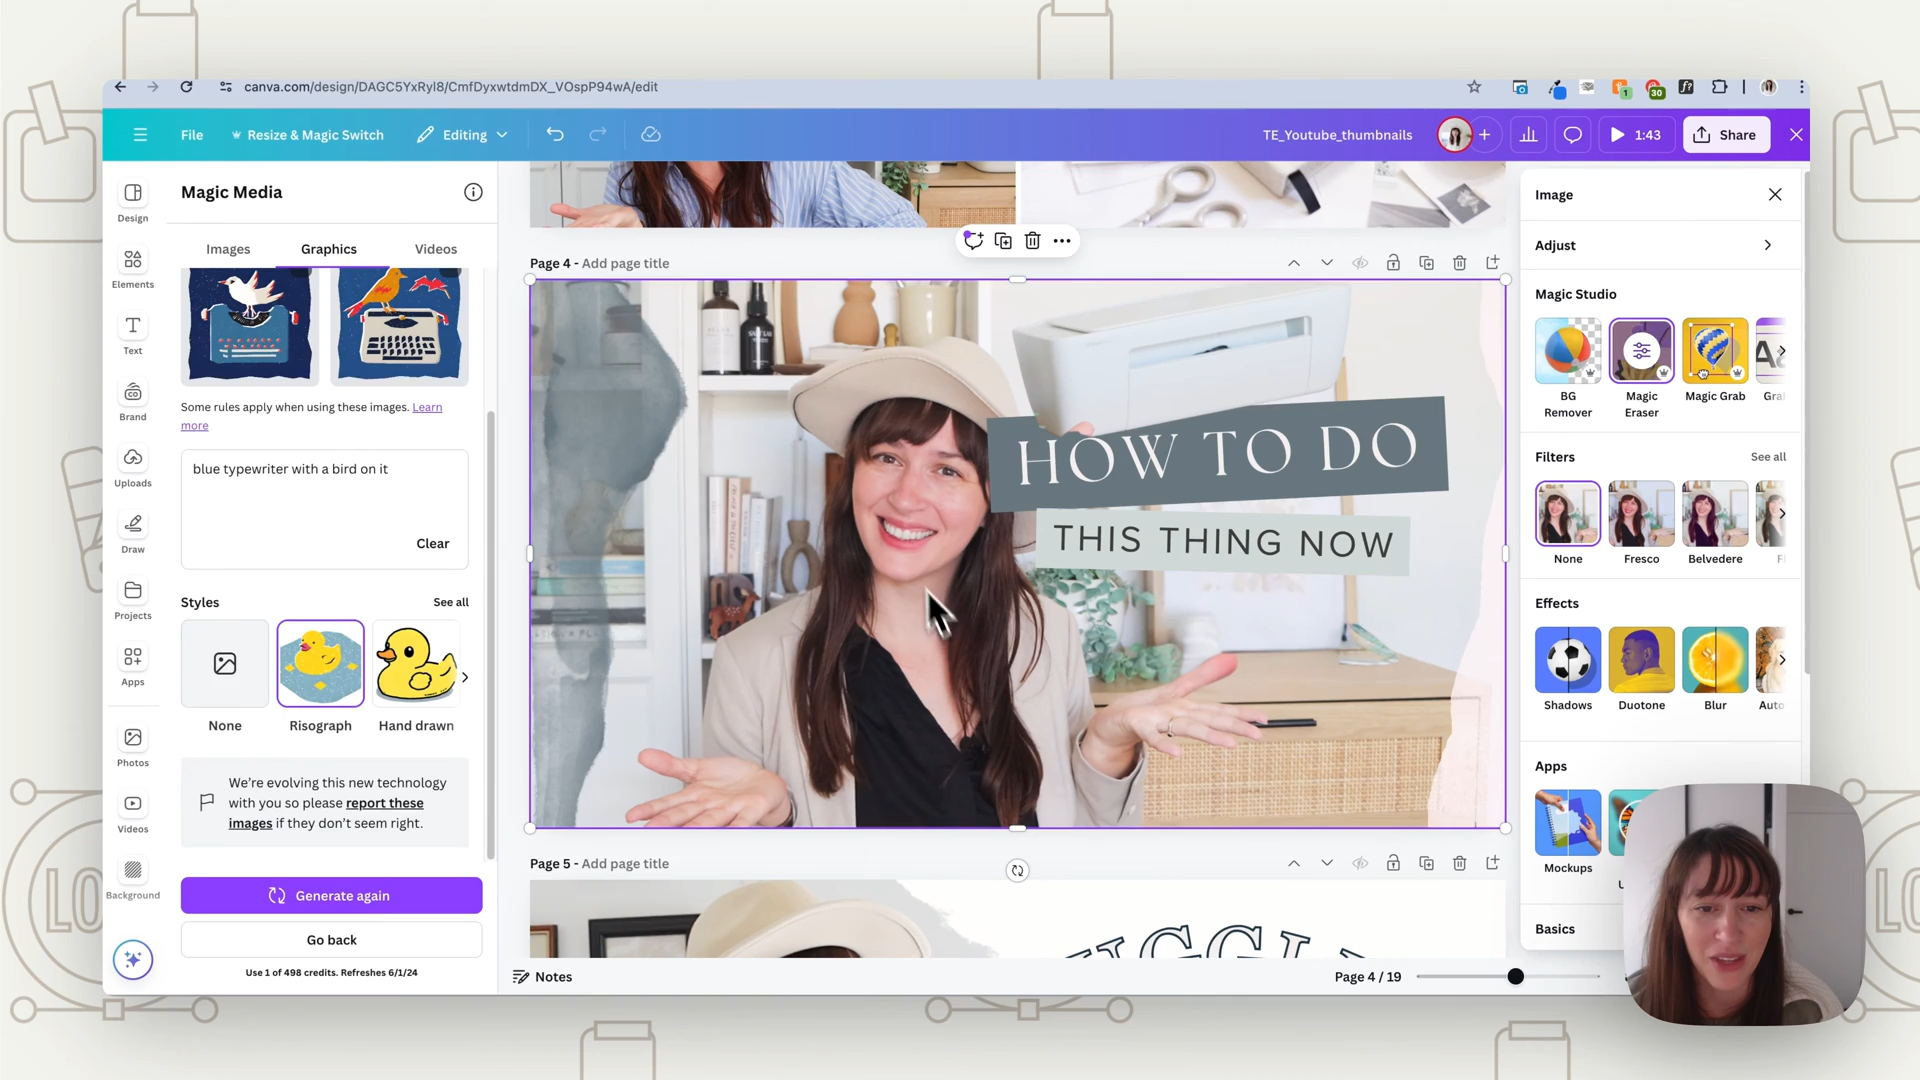 canva.com/design/DAGC5YxRyl8/CmfDyxwtdmDX_VOspP94wA/edit
1
30
f?
File
Resize & Magic Switch
Editing
TE_Youtube_thumbnails
1:43
Share
Design
Elements
Text
Brand
Uploads
Draw
Projects
Apps
Photos
Videos
Background
Magic Media
Images
Graphics
Videos
Some rules apply when using these images. Learn
more
blue typewriter with a bird on it
Clear
Styles
See all
None
Risograph
Hand drawn
We’re evolving this new technology
with you so please report these
images if they don’t seem right.
Generate again
Go back
Use 1 of 498 credits. Refreshes 6/1/24
Page 4 - Add page title
HOW TO DO
THIS THING NOW
Page 5 - Add page title
Notes
Page 4 / 19
Image
Adjust
Magic Studio
BG
Remover
Magic
Eraser
Magic Grab
Gra
Filters
See all
None
Fresco
Belvedere
Effects
Shadows
Duotone
Blur
Auto
Apps
Mockups
Basics
LO